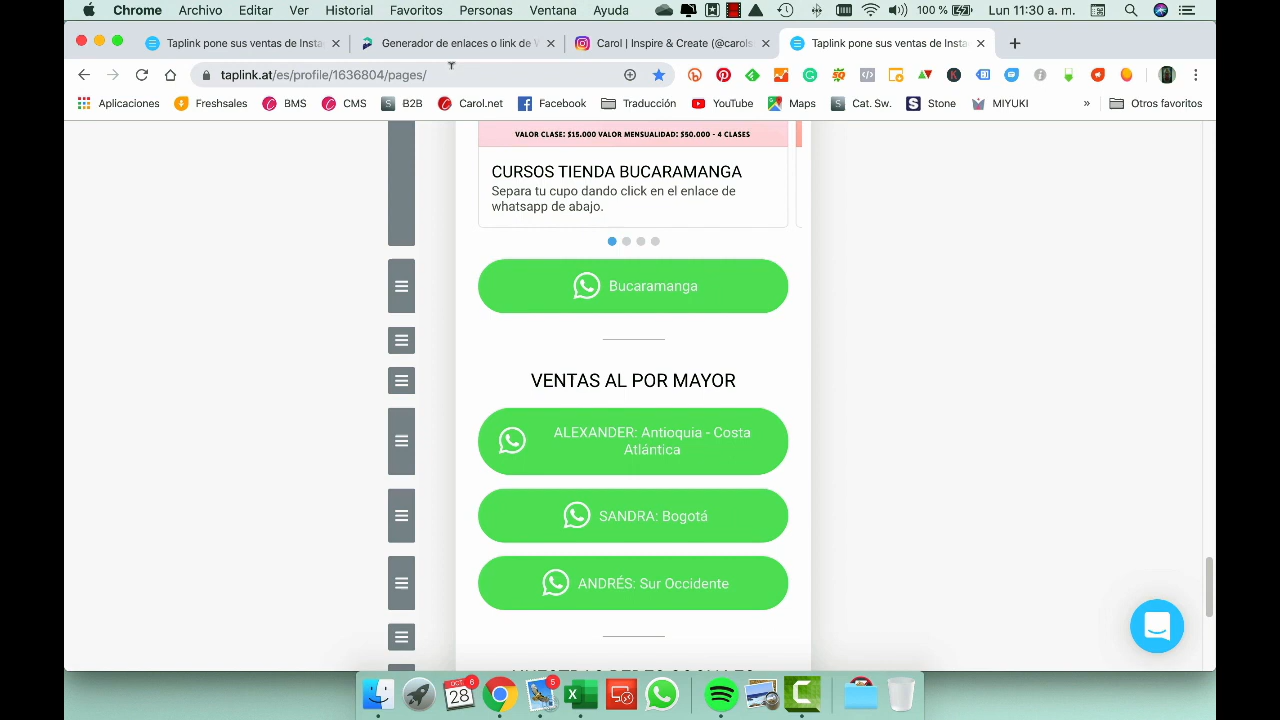 Chrome Archivo Editar Ver Historial Favoritos Personas Ventana Ayuda 100 % Lun 11:30 a. m.
Taplink pone sus ventas de Insta Generador de enlaces o link de W Carol | Inspire & Create (@carols Taplink pone sus ventas de Insta
taplink.at/es/profile/1636804/pages/
Aplicaciones Freshsales BMS CMS B2B Carol.net Facebook Traducción YouTube Maps Cat. Sw. Stone MIYUKI » Otros favoritos
VALOR CLASE: $15.000 VALOR MENSUALIDAD: $50.000 - 4 CLASES
CURSOS TIENDA BUCARAMANGA
Separa tu cupo dando click en el enlace de
whatsapp de abajo.
Bucaramanga
VENTAS AL POR MAYOR
ALEXANDER: Antioquia - Costa
Atlántica
SANDRA: Bogotá
ANDRÉS: Sur Occidente
OCT. 28 6 5